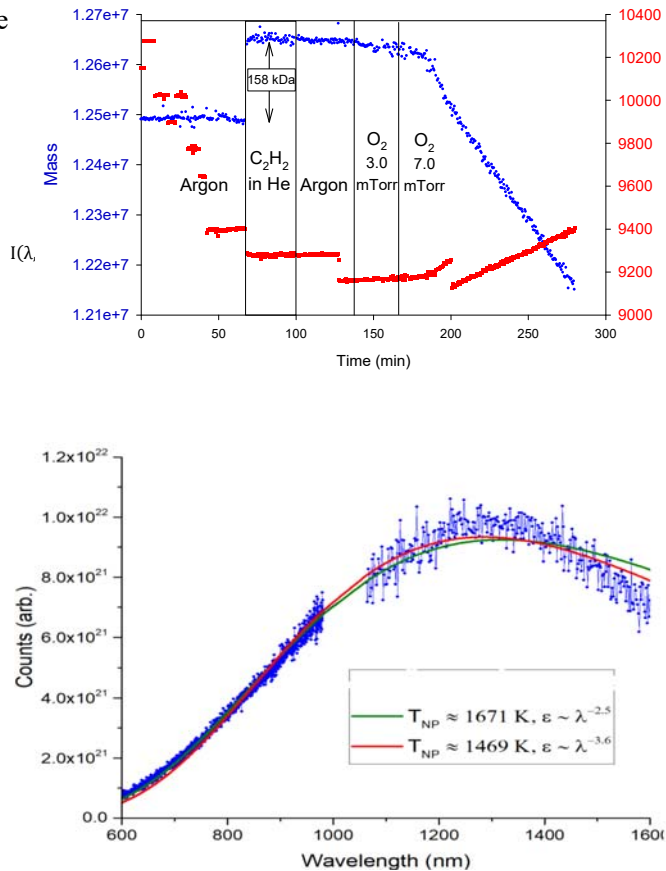 e
10400
1.27e+7
10200
1.26e+7
158 kDa
10000
1.25e+7
9800
Mass
1.24e+7
Argon
C2H2
in He
Argon
O2
3.0
mTorr
O2
7.0
mTorr
9600
1.23e+7
9400
I(λ,
1.22e+7
9200
1.21e+7
9000
0 50 100 150 200 250 300
Time (min)
1.2x10^22
1.0x10^22
8.0x10^21
6.0x10^21
4.0x10^21
2.0x10^21
0.0
Counts (arb.)
T_NP ≈ 1671 K, ε ~ λ^-2.5
T_NP ≈ 1469 K, ε ~ λ^-3.6
600 800 1000 1200 1400 1600
Wavelength (nm)